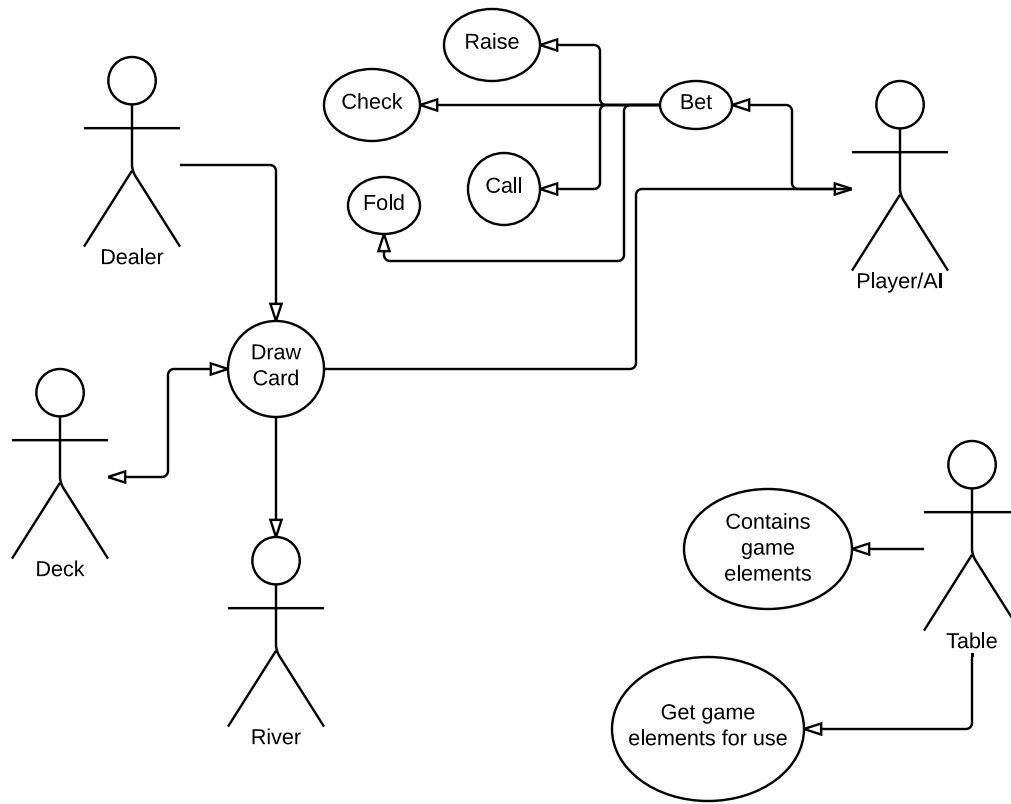 Raise
Check
Bet
Call
Fold
Dealer
Player/AI
Draw
Card
Deck
Contains
game
elements
Table
River
Get game
elements for use